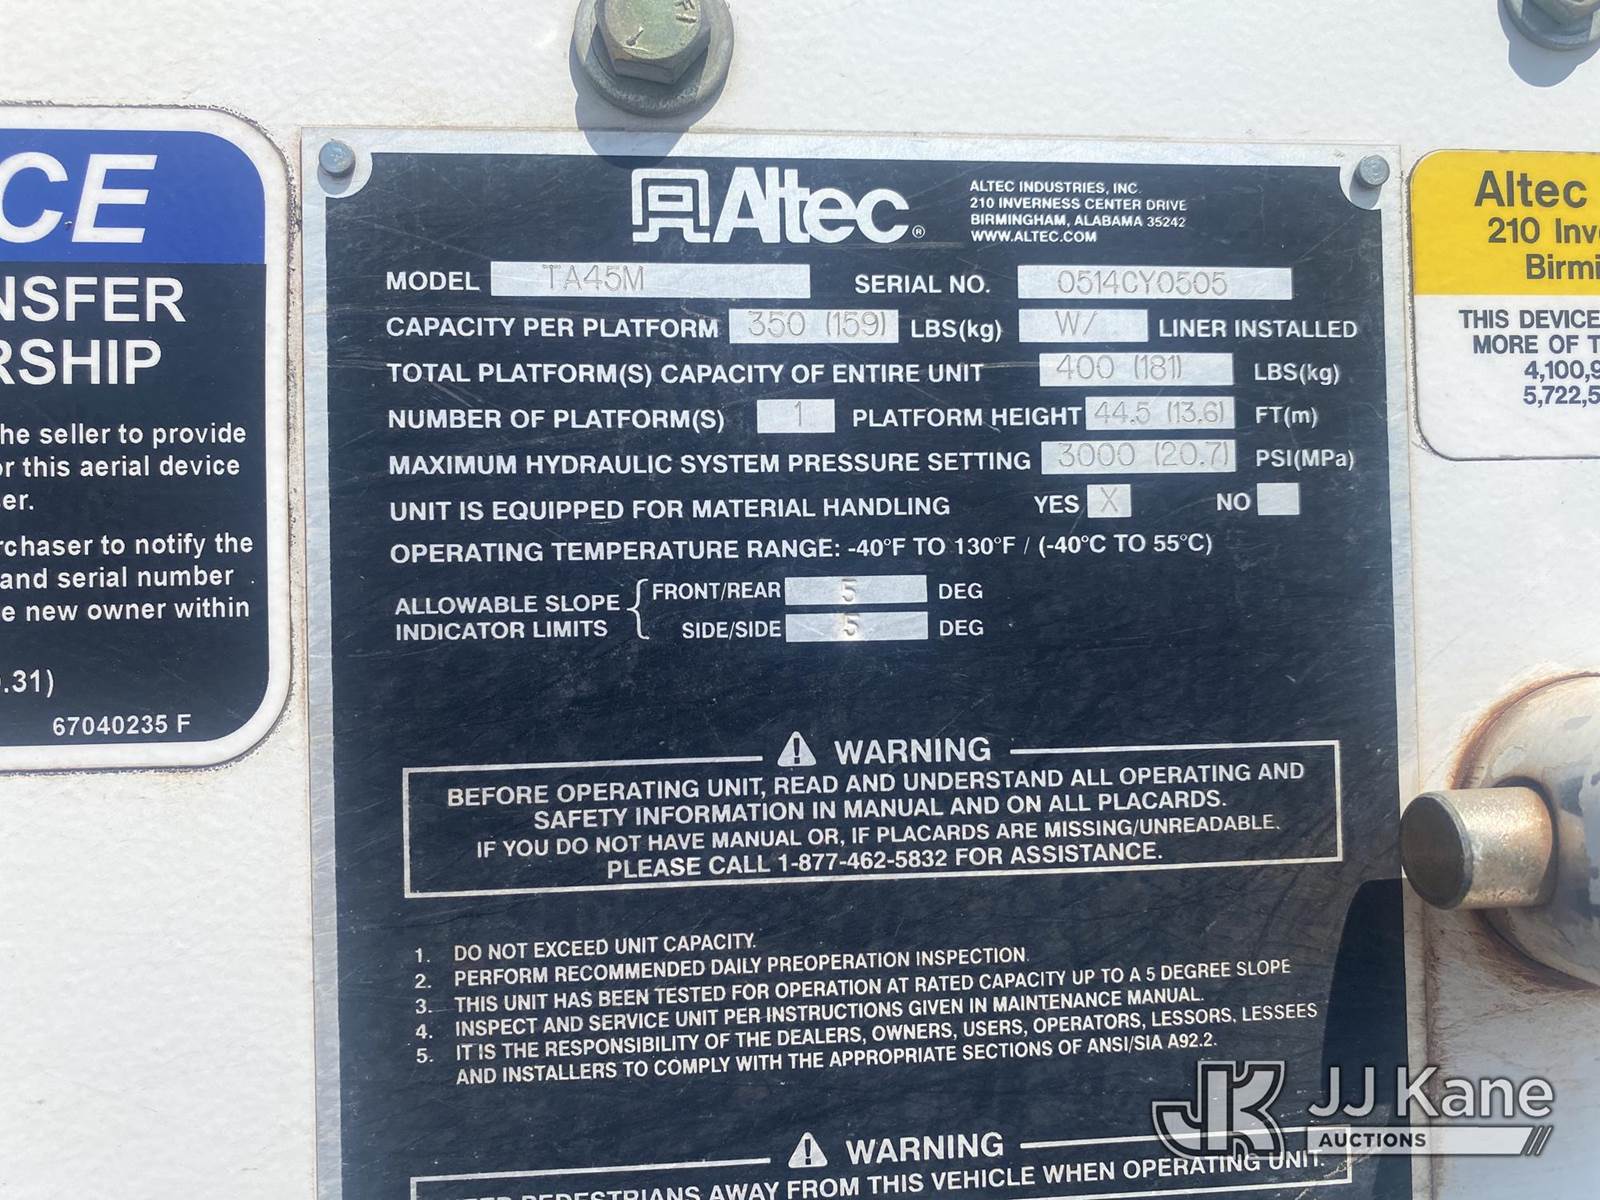 CE
NSFER
RSHIP
he seller to provide
or this aerial device
er.
rchaser to notify the
and serial number
e new owner within
.31)
67040235 F
Altec®
ALTEC INDUSTRIES, INC.
210 INVERNESS CENTER DRIVE
BIRMINGHAM, ALABAMA 35242
WWW.ALTEC.COM
MODEL TA45M SERIAL NO. 0514CY0505
CAPACITY PER PLATFORM 350 (159) LBS(kg) W/ LINER INSTALLED
TOTAL PLATFORM(S) CAPACITY OF ENTIRE UNIT 400 (181) LBS(kg)
NUMBER OF PLATFORM(S) 1 PLATFORM HEIGHT 44.5 (13.6) FT(m)
MAXIMUM HYDRAULIC SYSTEM PRESSURE SETTING 3000 (20.7) PSI(MPa)
UNIT IS EQUIPPED FOR MATERIAL HANDLING YES X NO
OPERATING TEMPERATURE RANGE: -40°F TO 130°F / (-40°C TO 55°C)
ALLOWABLE SLOPE INDICATOR LIMITS
FRONT/REAR 5 DEG
SIDE/SIDE 5 DEG
WARNING
BEFORE OPERATING UNIT, READ AND UNDERSTAND ALL OPERATING AND
SAFETY INFORMATION IN MANUAL AND ON ALL PLACARDS.
IF YOU DO NOT HAVE MANUAL OR, IF PLACARDS ARE MISSING/UNREADABLE.
PLEASE CALL 1-877-462-5832 FOR ASSISTANCE.
1. DO NOT EXCEED UNIT CAPACITY.
2. PERFORM RECOMMENDED DAILY PREOPERATION INSPECTION.
3. THIS UNIT HAS BEEN TESTED FOR OPERATION AT RATED CAPACITY UP TO A 5 DEGREE SLOPE
4. INSPECT AND SERVICE UNIT PER INSTRUCTIONS GIVEN IN MAINTENANCE MANUAL.
5. IT IS THE RESPONSIBILITY OF THE DEALERS, OWNERS, USERS, OPERATORS, LESSORS, LESSEES
AND INSTALLERS TO COMPLY WITH THE APPROPRIATE SECTIONS OF ANSI/SIA A92.2.
WARNING
PEDESTRIANS AWAY FROM THIS VEHICLE WHEN OPERATING UNIT.
Altec
210 Inv
Birmi
THIS DEVICE
MORE OF T
4,100,9
5,722,5
JK JJ Kane
AUCTIONS